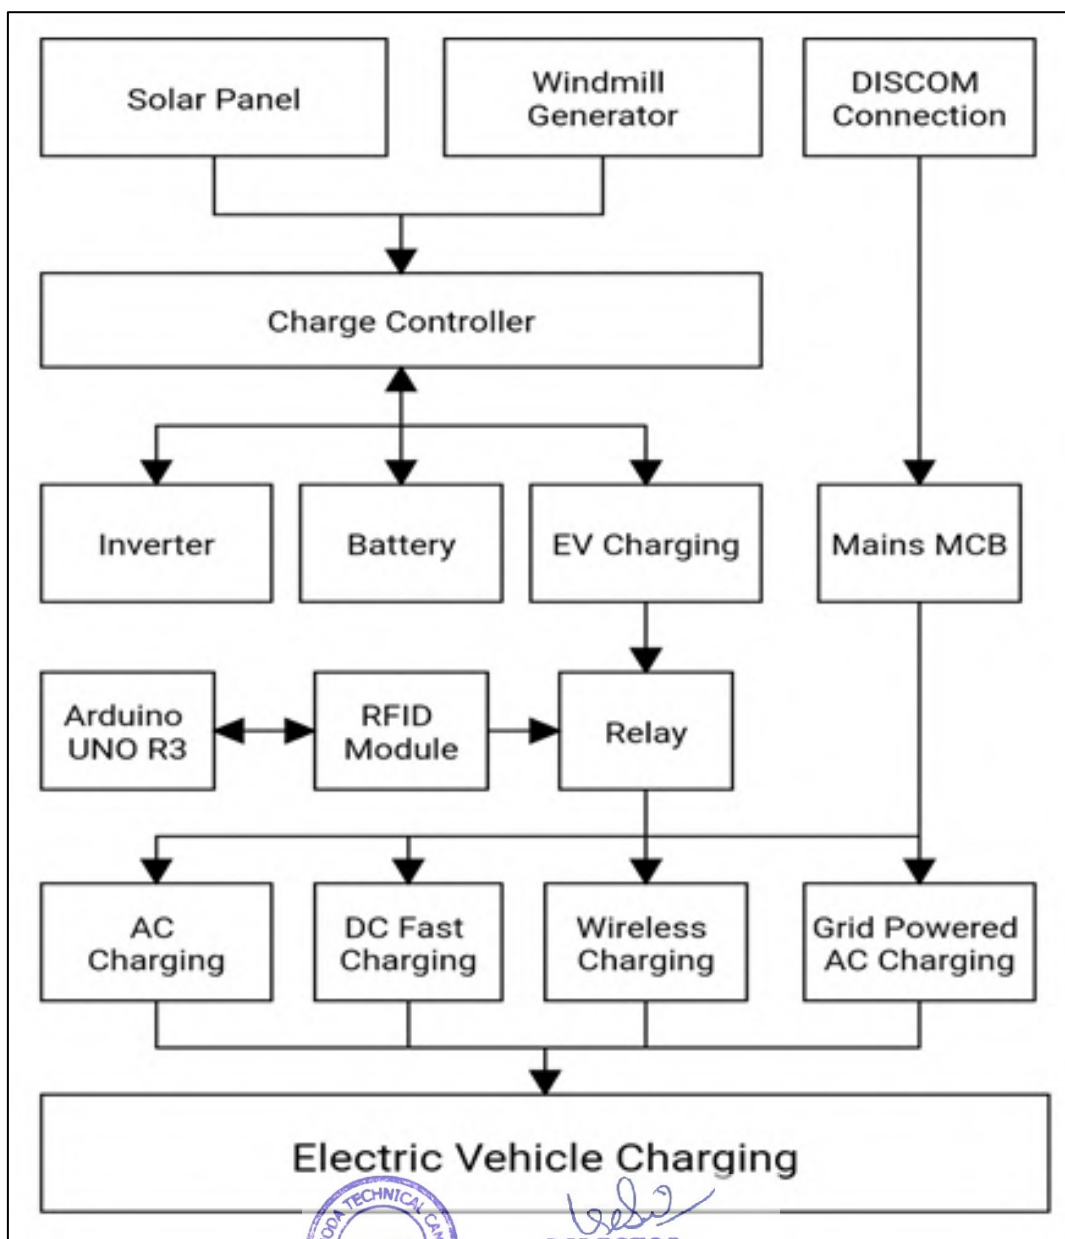 Solar Panel
Windmill
Generator
DISCOM
Connection
Charge Controller
Inverter
Battery
EV Charging
Mains MCB
Arduino
UNO R3
RFID
Module
Relay
AC
Charging
DC Fast
Charging
Wireless
Charging
Grid Powered
AC Charging
Electric Vehicle Charging
TECHNICAL